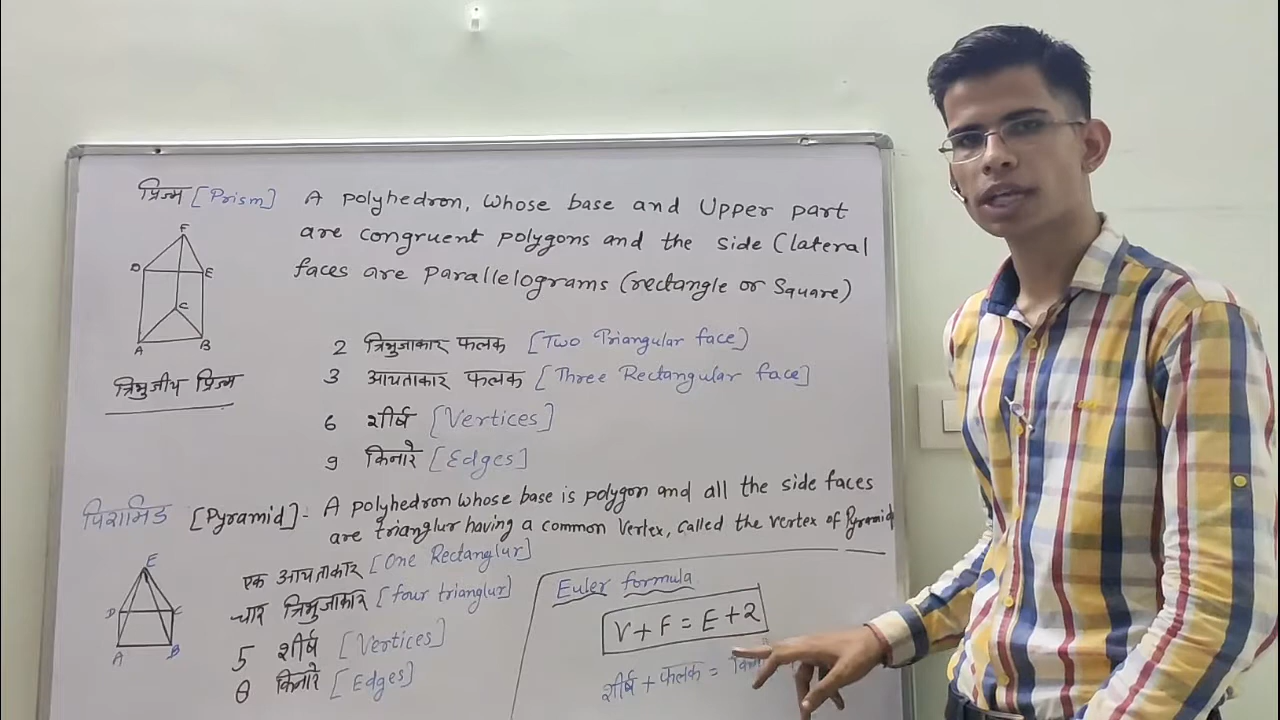 प्रिज्म [Prism] A polyhedron, whose base and Upper part
are congruent polygons and the side (lateral
faces are parallelograms (rectangle or Square)
F
D E
C
A B
त्रिभुजीय प्रिज्म
2 त्रिभुजाकार फलक [Two Triangular face)
3 आयताकार फलक [Three Rectangular face]
6 शीर्ष [Vertices]
9 किनारे [Edges]
पिरामिड [Pyramid]- A polyhedron whose base is polygon and all the side faces
are trianglur having a common vertex, called the vertex of Pyramid
E
D C
A B
एक आयताकार [One Rectanglur]
चार त्रिभुजाकार [four trianglur]
5 शीर्ष [Vertices]
8 किनारे [Edges]
Euler formula
V+F = E+2
शीर्ष + फलक =